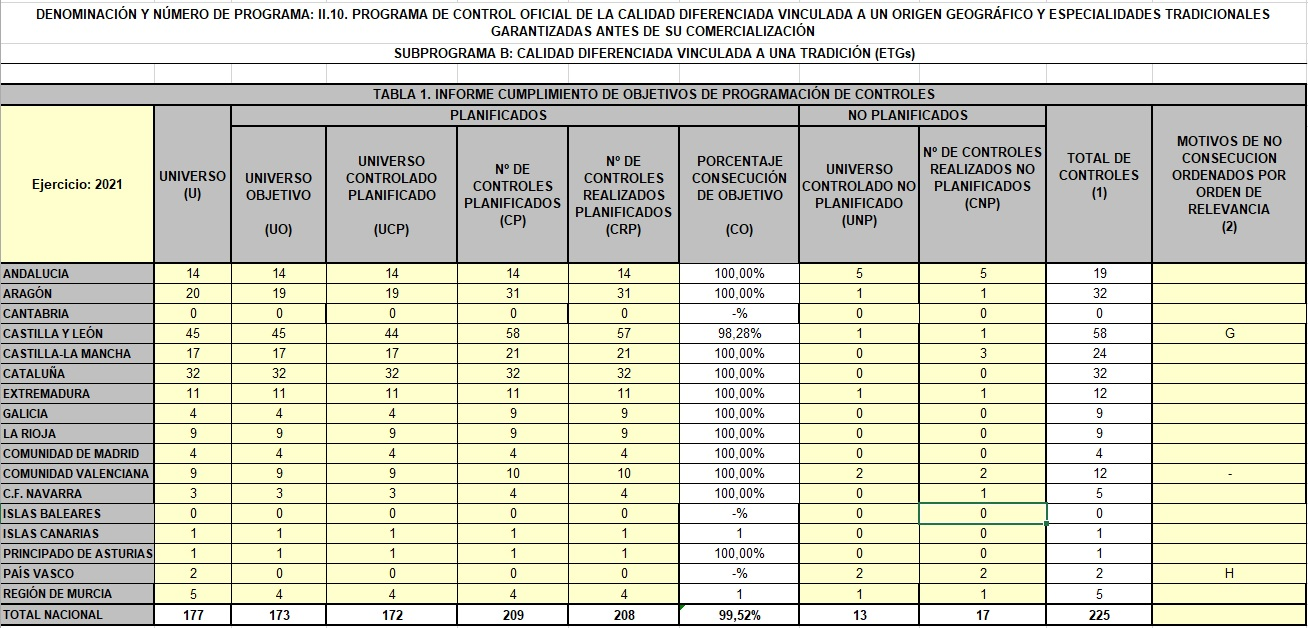 DENOMINACIÓN Y NÚMERO DE PROGRAMA: II.10. PROGRAMA DE CONTROL OFICIAL DE LA CALIDAD DIFERENCIADA VINCULADA A UN ORIGEN GEOGRÁFICO Y ESPECIALIDADES TRADICIONALES
GARANTIZADAS ANTES DE SU COMERCIALIZACIÓN
SUBPROGRAMA B: CALIDAD DIFERENCIADA VINCULADA A UNA TRADICIÓN (ETGs)
TABLA 1. INFORME CUMPLIMIENTO DE OBJETIVOS DE PROGRAMACIÓN DE CONTROLES
Ejercicio: 2021
UNIVERSO
(U)
PLANIFICADOS
UNIVERSO
OBJETIVO
(UO)
UNIVERSO
CONTROLADO
PLANIFICADO
(UCP)
Nº DE
CONTROLES
PLANIFICADOS
(CP)
Nº DE
CONTROLES
REALIZADOS
PLANIFICADOS
(CRP)
PORCENTAJE
CONSECUCIÓN
DE OBJETIVO
(CO)
NO PLANIFICADOS
UNIVERSO
CONTROLADO NO
PLANIFICADO
(UNP)
Nº DE CONTROLES
REALIZADOS NO
PLANIFICADOS
(CNP)
TOTAL DE
CONTROLES
(1)
MOTIVOS DE NO
CONSECUCION
ORDENADOS POR
ORDEN DE
RELEVANCIA
(2)
ANDALUCIA 14 14 14 14 14 100,00% 5 5 19
ARAGÓN 20 19 19 31 31 100,00% 1 1 32
CANTABRIA 0 0 0 0 0 -% 0 0 0
CASTILLA Y LEÓN 45 45 44 58 57 98,28% 1 1 58 G
CASTILLA-LA MANCHA 17 17 17 21 21 100,00% 0 3 24
CATALUÑA 32 32 32 32 32 100,00% 0 0 32
EXTREMADURA 11 11 11 11 11 100,00% 1 1 12
GALICIA 4 4 4 9 9 100,00% 0 0 9
LA RIOJA 9 9 9 9 9 100,00% 0 0 9
COMUNIDAD DE MADRID 4 4 4 4 4 100,00% 0 0 4
COMUNIDAD VALENCIANA 9 9 9 10 10 100,00% 2 2 12 -
C.F. NAVARRA 3 3 3 4 4 100,00% 0 1 5
ISLAS BALEARES 0 0 0 0 0 -% 0 0 0
ISLAS CANARIAS 1 1 1 1 1 1 0 0 1
PRINCIPADO DE ASTURIAS 1 1 1 1 1 100,00% 0 0 1
PAÍS VASCO 2 0 0 0 0 -% 2 2 2 H
REGIÓN DE MURCIA 5 4 4 4 4 1 1 1 5
TOTAL NACIONAL 177 173 172 209 208 99,52% 13 17 225